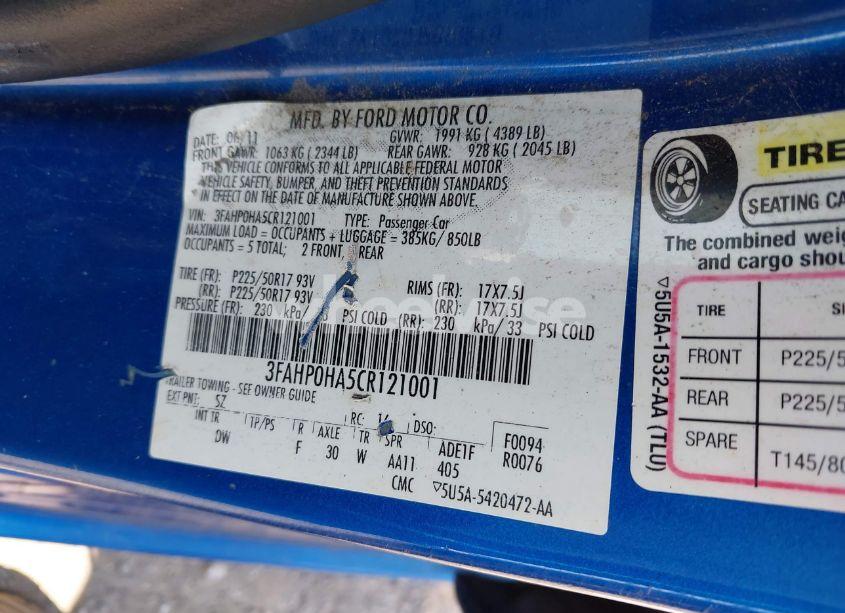 MFD. BY FORD MOTOR CO.
DATE: 06/11 GVWR: 1991 KG ( 4389 LB)
FRONT GAWR: 1063 KG ( 2344 LB) REAR GAWR: 928 KG ( 2045 LB)
THIS VEHICLE CONFORMS TO ALL APPLICABLE FEDERAL MOTOR
VEHICLE SAFETY, BUMPER, AND THEFT PREVENTION STANDARDS
IN EFFECT ON THE DATE OF MANUFACTURE SHOWN ABOVE.
VIN: 3FAHP0HA5CR121001 TYPE: Passenger Car
MAXIMUM LOAD = OCCUPANTS + LUGGAGE = 385KG/ 850LB
OCCUPANTS = 5 TOTAL; 2 FRONT REAR
TIRE (FR): P225/50R17 93V RIMS (FR): 17X7.5J
(RR): P225/50R17 93V (RR): 17X7.5J
PRESSURE (FR): 230 kPa/ PSI COLD (RR): 230 kPa/ 33 PSI COLD
3FAHP0HA5CR121001
TRAILER TOWING - SEE OWNER GUIDE
EXT PNT: SZ RC: DSO:
INT TR TP/PS R AXLE TR SPR F0094
DW F 30 W AA11 ADE1F R0076
405
CMC ▽5U5A-5420472-AA
TIRE
SEATING CA
The combined weig
and cargo shou
TIRE SI
FRONT P225/5
REAR P225/5
SPARE T145/80
▽5U5A-1532-AA (TLU)